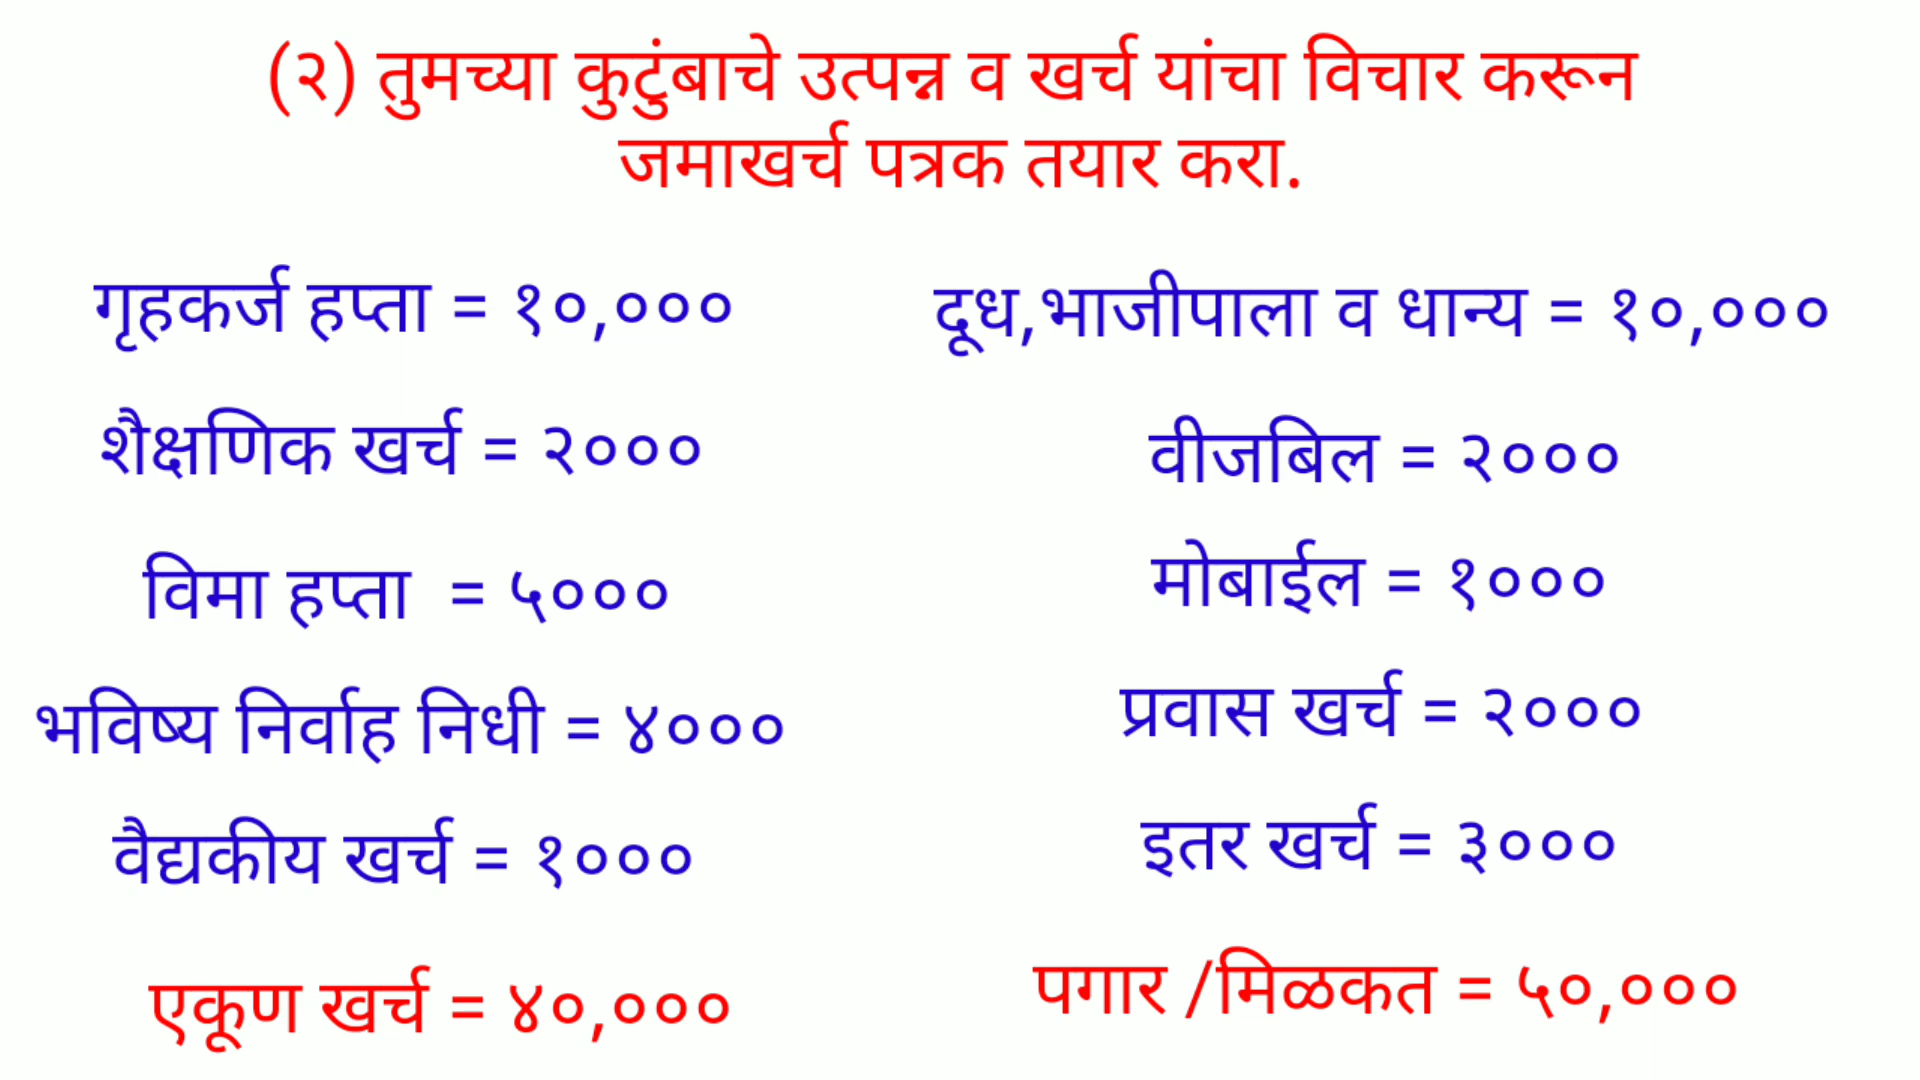 (२) तुमच्या कुटुंबाचे उत्पन्न व खर्च यांचा विचार करून
जमाखर्च पत्रक तयार करा.
गृहकर्ज हप्ता = १०,०००
दूध,भाजीपाला व धान्य = १०,०००
शैक्षणिक खर्च = २०००
वीजबिल = २०००
विमा हप्ता = ५०००
मोबाईल = १०००
भविष्य निर्वाह निधी = ४०००
प्रवास खर्च = २०००
वैद्यकीय खर्च = १०००
इतर खर्च = ३०००
एकूण खर्च = ४०,०००
पगार /मिळकत = ५०,०००